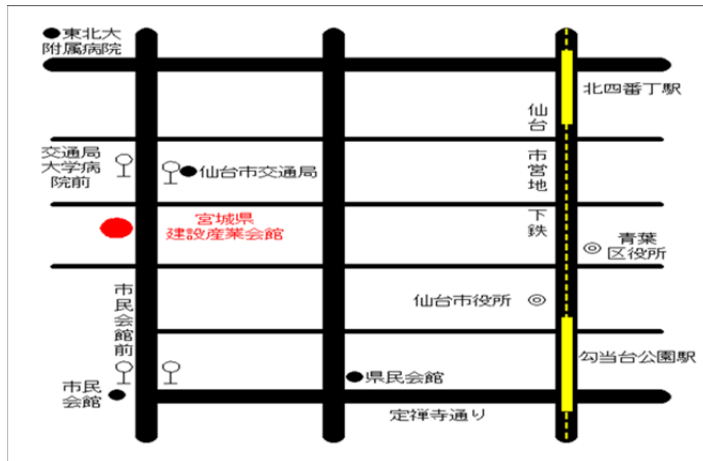 東北大
附属病院
北四番丁駅
仙台市営地下鉄
交通局
大学病
院前
仙台市交通局
宮城県
建設産業会館
青葉
区役所
仙台市役所
市民会館前
勾当台公園駅
県民会館
市民
会館
定禅寺通り